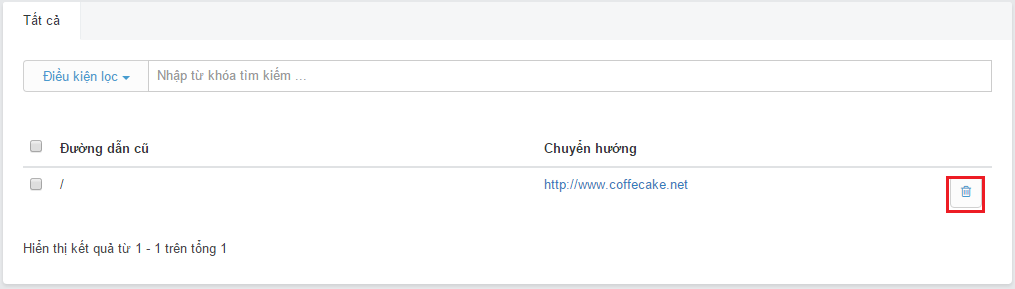 Tất cả
Điều kiện lọc
Nhập từ khóa tìm kiếm ...
Đường dẫn cũ
Chuyển hướng
/
http://www.coffecake.net
Hiển thị kết quả từ 1 - 1 trên tổng 1